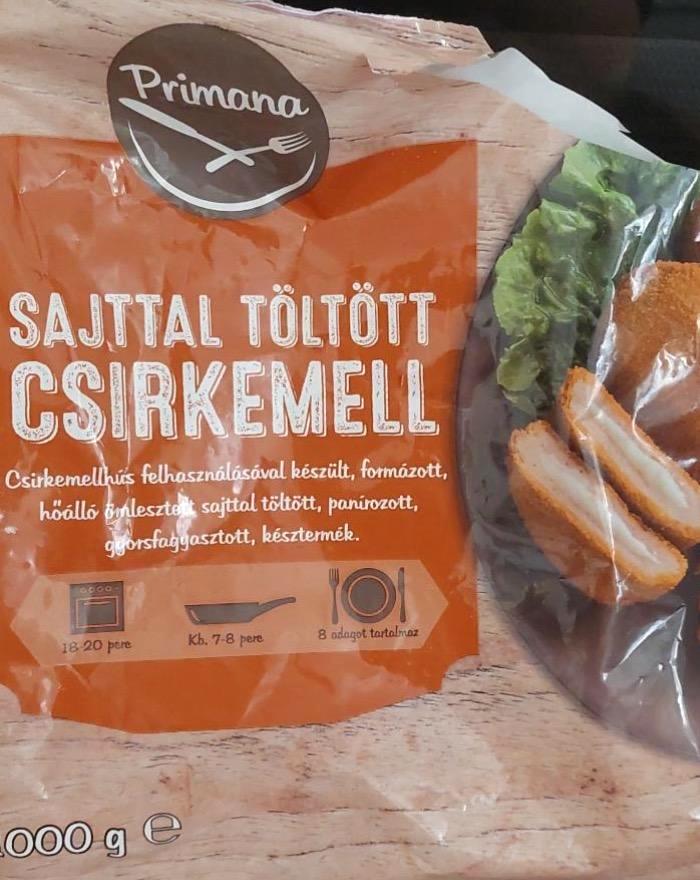 Primana
SAJTTAL TÖLTÖTT
CSIRKEMELL
Csirkemellhús felhasználásával készült, formázott,
hőálló ömlesztett sajttal töltött, panírozott,
gyorsfagyasztott, késztermék.
18-20 perc
Kb. 7-8 perc
8 adagot tartalmaz
1000 g e